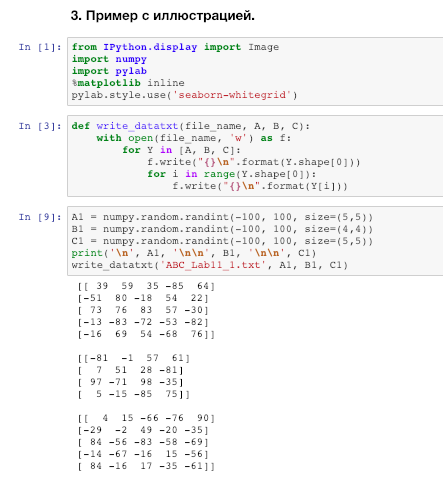 3. Пример с иллюстрацией.
In [1]: from IPython.display import Image
import numpy
import pylab
%matplotlib inline
pylab.style.use('seaborn-whitegrid')
In [3]: def write_datatxt(file_name, A, B, C):
with open(file_name, 'w') as f:
for Y in [A, B, C]:
f.write("{}\n".format(Y.shape[0]))
for i in range(Y.shape[0]):
f.write("{}\n".format(Y[i]))
In [9]: A1 = numpy.random.randint(-100, 100, size=(5,5))
B1 = numpy.random.randint(-100, 100, size=(4,4))
C1 = numpy.random.randint(-100, 100, size=(5,5))
print('\n', A1, '\n\n', B1, '\n\n', C1)
write_datatxt('ABC_Lab11_1.txt', A1, B1, C1)
[[ 39  59  35 -85  64]
[-51  80 -18  54  22]
[ 73  76  83  57 -30]
[-13 -83 -72 -53 -82]
[-16  69  54 -68  76]]
[[-81  -1  57  61]
[  7  51  28 -81]
[ 97 -71  98 -35]
[  5 -15 -85  75]]
[[  4  15 -66 -76  90]
[-29  -2  49 -20 -35]
[ 84 -56 -83 -58 -69]
[-14 -67 -16  15 -56]
[ 84 -16  17 -35 -61]]